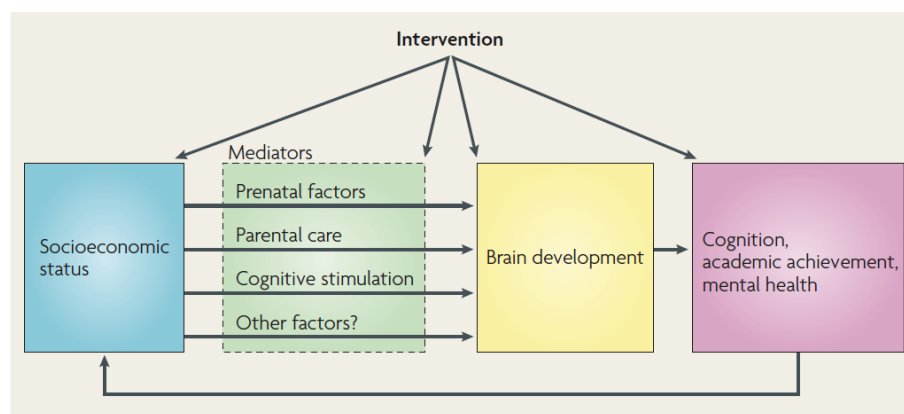 Intervention
Mediators
Prenatal factors
Parental care
Cognitive stimulation
Other factors?
Socioeconomic
status
Brain development
Cognition,
academic achievement,
mental health